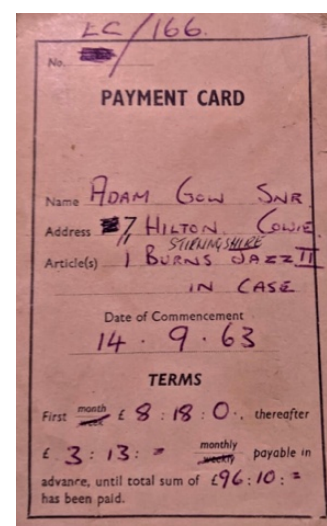 EC/166.
No.
PAYMENT CARD
Name ADAM GOW SNR
Address 7, HILTON. COWIE.
STIRLINGSHIRE
Article(s) 1 BURNS JAZZ II
IN CASE
Date of Commencement
14 . 9 . 63
TERMS
First month week £ 8 : 18 : 0 ., thereafter
£ 3 : 13 : = monthly weekly payable in
advance, until total sum of £96 : 10 : =
has been paid.